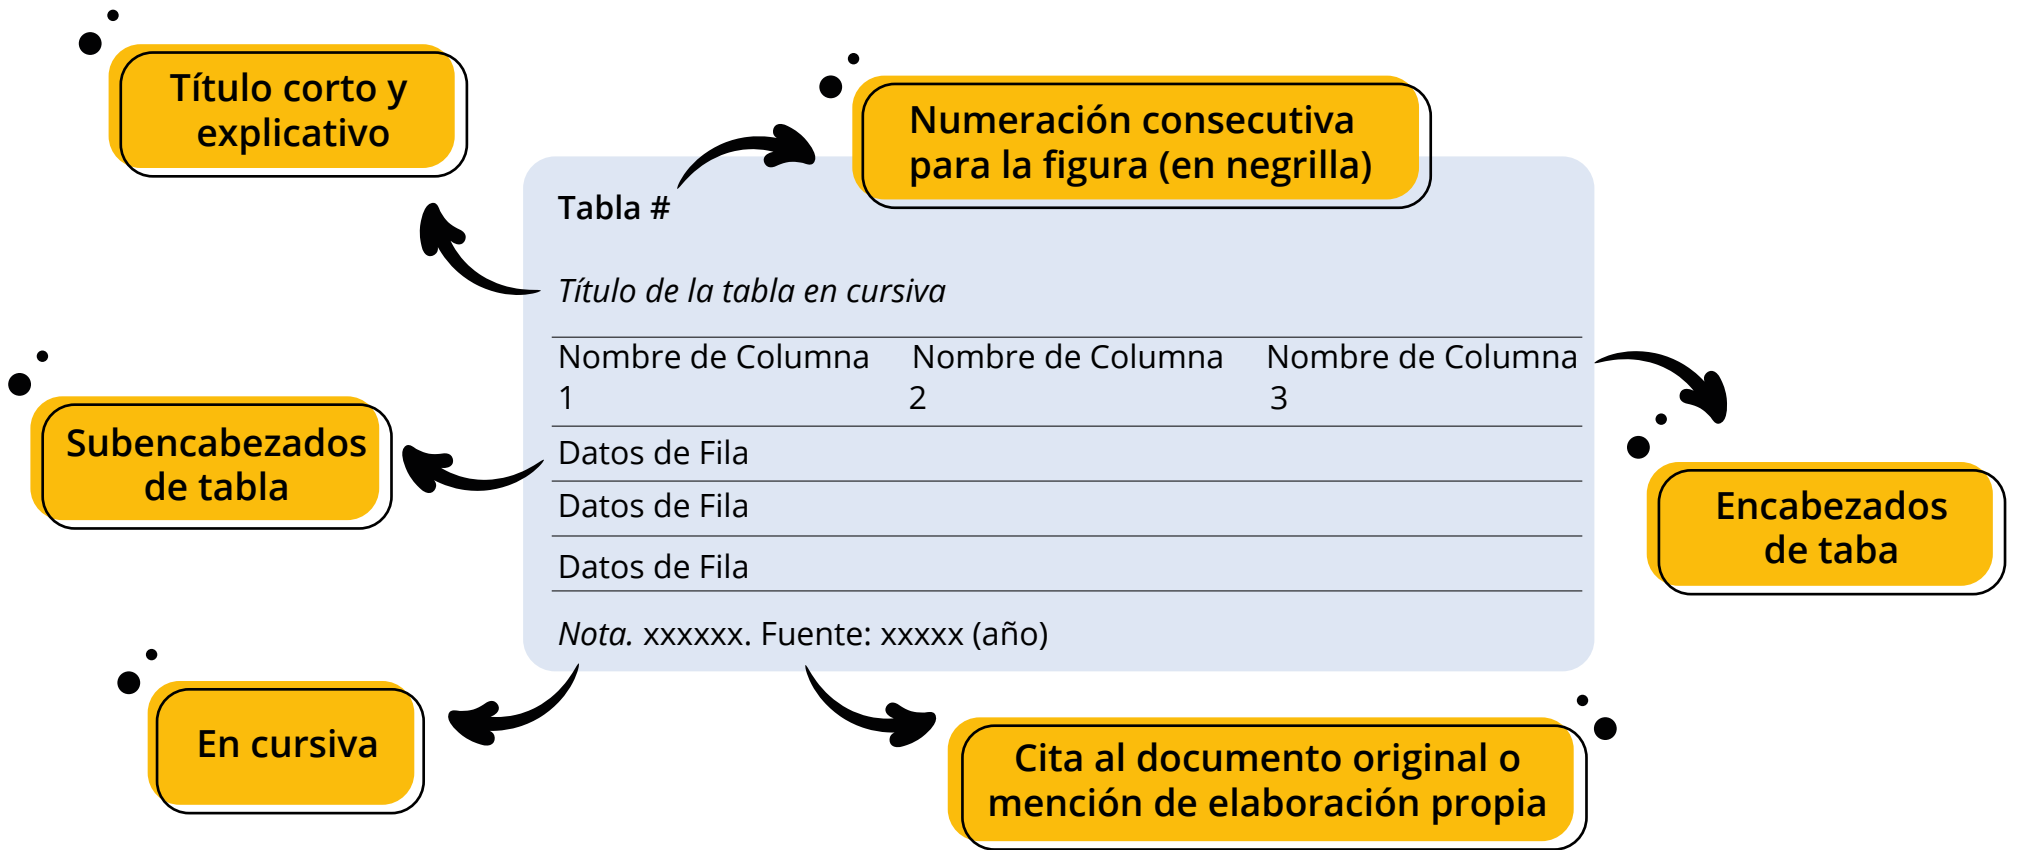 Título corto y
explicativo
Numeración consecutiva
para la figura (en negrilla)
Tabla #
Título de la tabla en cursiva
Nombre de Columna Nombre de Columna Nombre de Columna
1 2 3
Subencabezados
de tabla
Datos de Fila
Datos de Fila
Datos de Fila
Encabezados
de taba
Nota. xxxxxx. Fuente: xxxxx (año)
En cursiva
Cita al documento original o
mención de elaboración propia